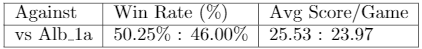 Against Win Rate (%) Avg Score/Game
vs Alb_1a 50.25% : 46.00% 25.53 : 23.97